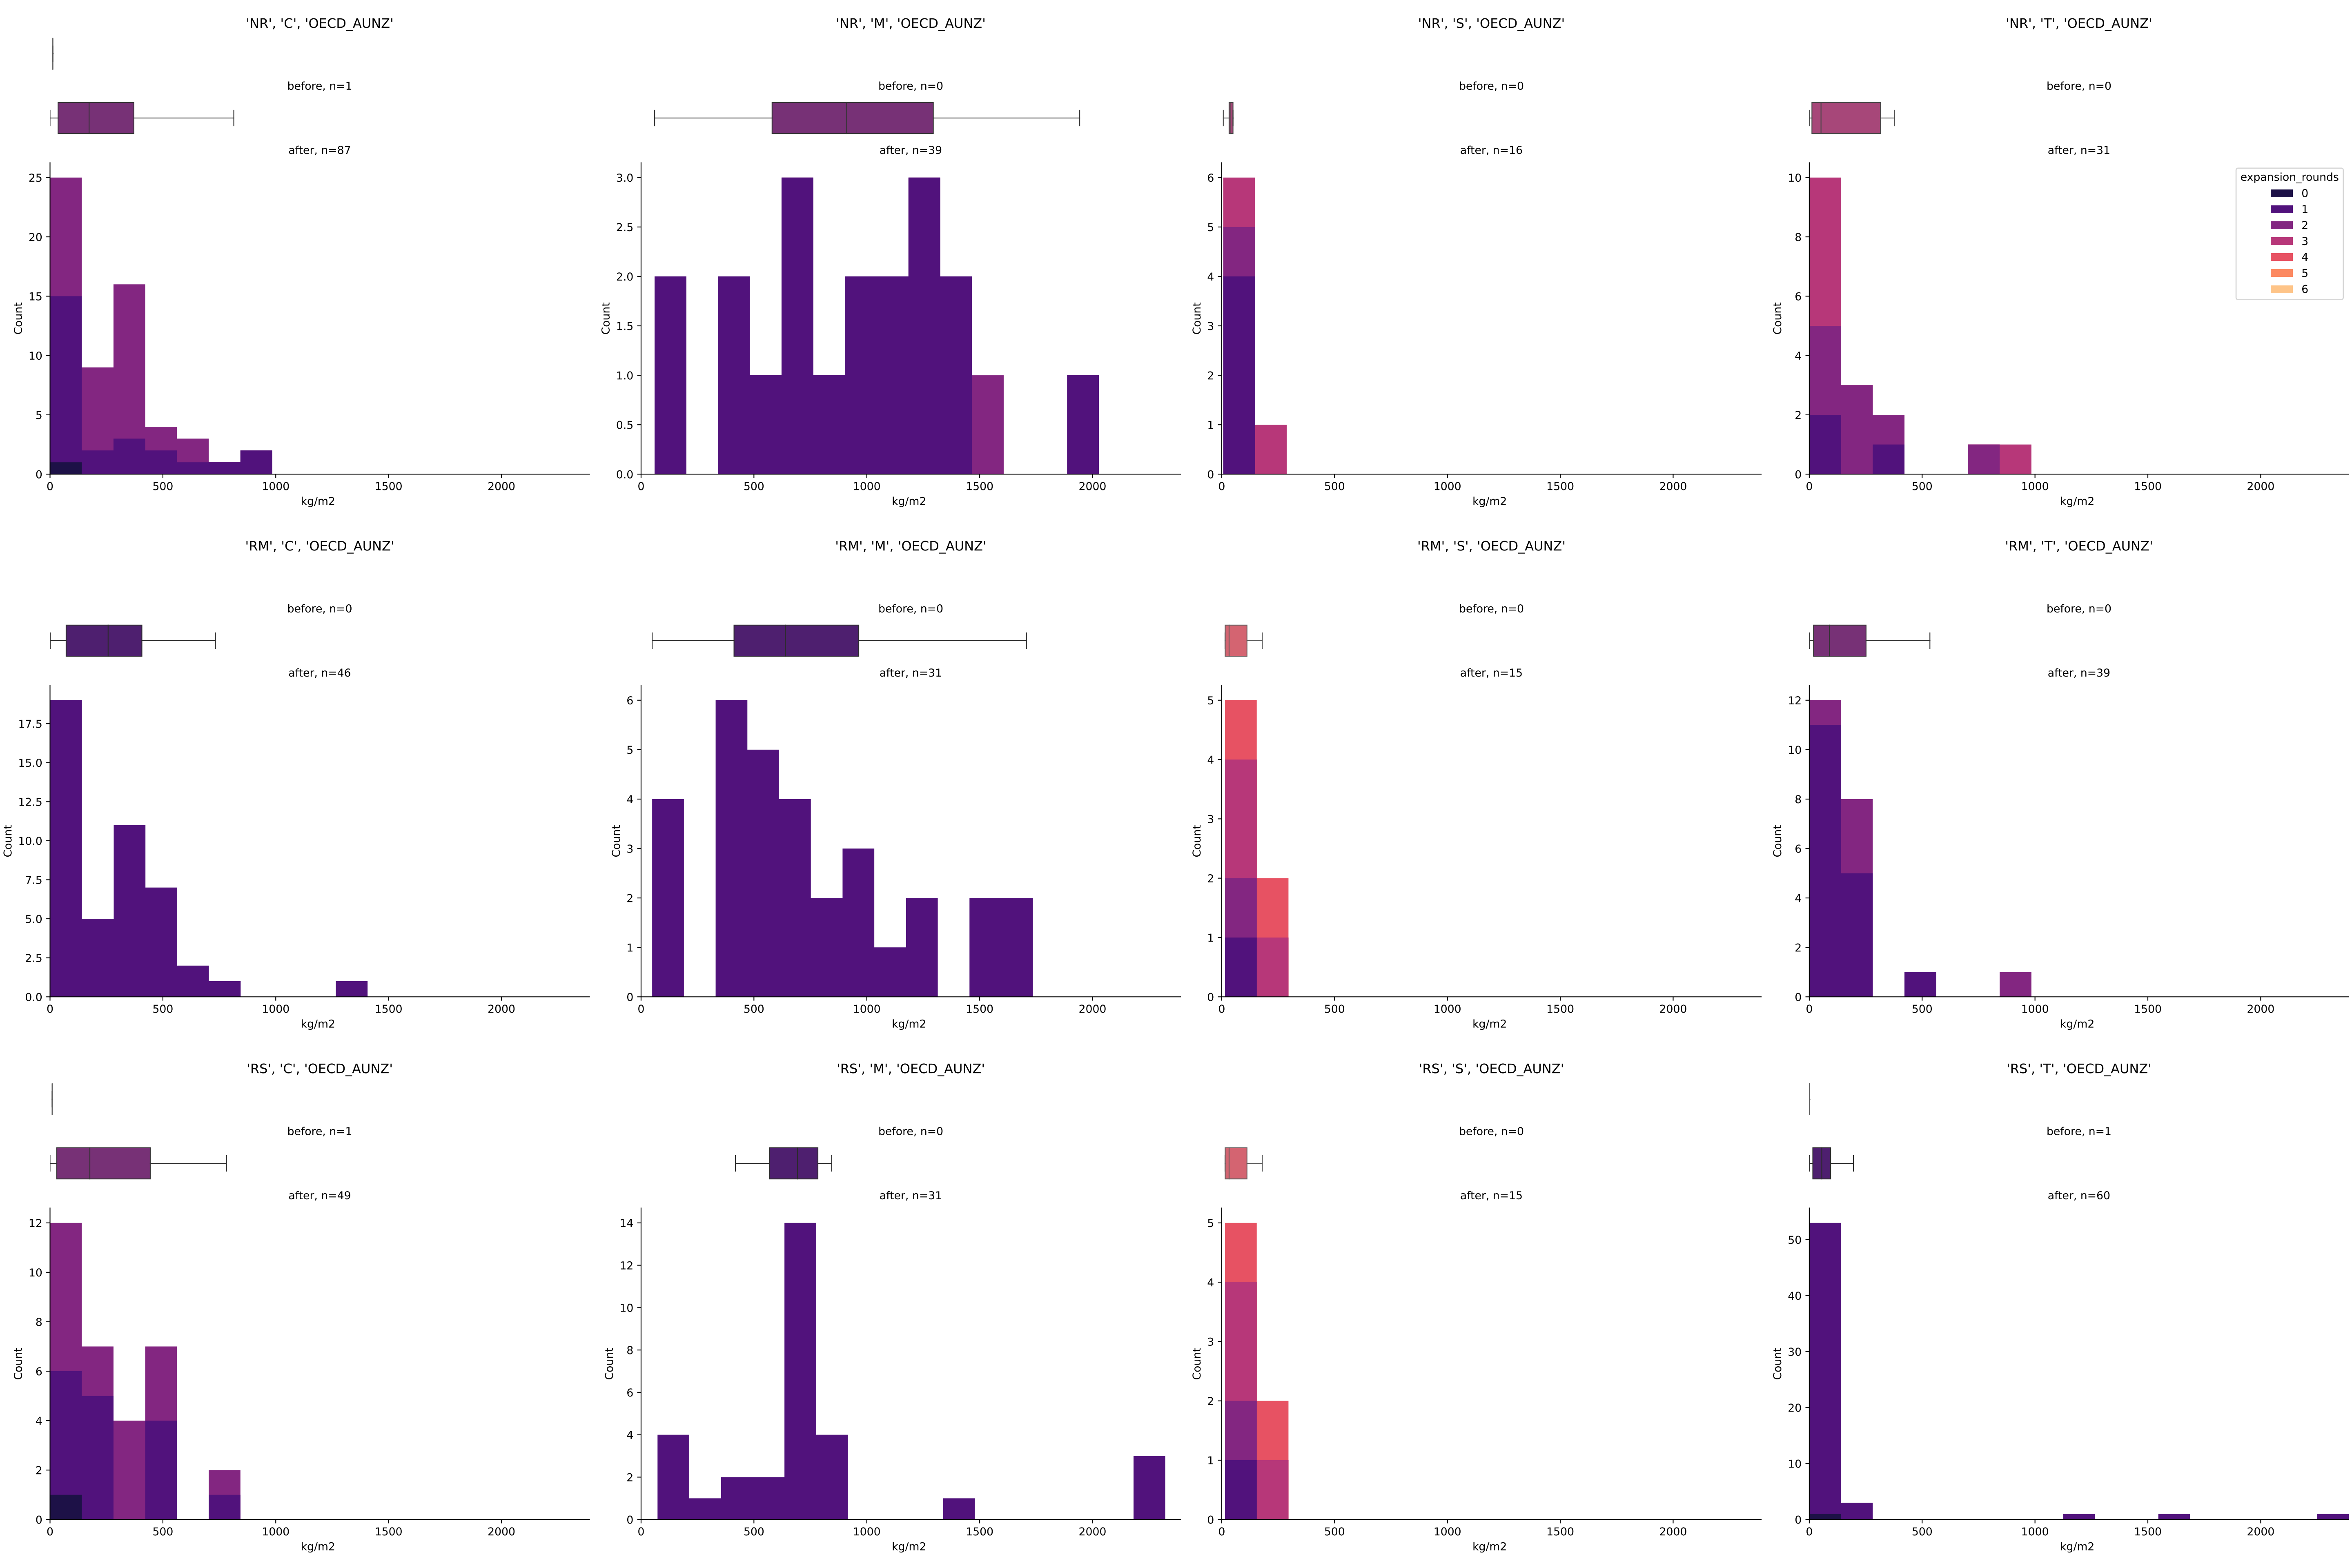 'NR', 'C', 'OECD_AUNZ'
before, n=1
after, n=87
25
20
15
10
5
0
Count
0 500 1000 1500 2000
kg/m2
'NR', 'M', 'OECD_AUNZ'
before, n=0
after, n=39
3.0
2.5
2.0
1.5
1.0
0.5
0.0
Count
0 500 1000 1500 2000
kg/m2
'NR', 'S', 'OECD_AUNZ'
before, n=0
after, n=16
6
5
4
3
2
1
0
Count
0 500 1000 1500 2000
kg/m2
'NR', 'T', 'OECD_AUNZ'
before, n=0
after, n=31
10
8
6
4
2
0
Count
0 500 1000 1500 2000
kg/m2
expansion_rounds
0
1
2
3
4
5
6
'RM', 'C', 'OECD_AUNZ'
before, n=0
after, n=46
17.5
15.0
12.5
10.0
7.5
5.0
2.5
0.0
Count
0 500 1000 1500 2000
kg/m2
'RM', 'M', 'OECD_AUNZ'
before, n=0
after, n=31
6
5
4
3
2
1
0
Count
0 500 1000 1500 2000
kg/m2
'RM', 'S', 'OECD_AUNZ'
before, n=0
after, n=15
5
4
3
2
1
0
Count
0 500 1000 1500 2000
kg/m2
'RM', 'T', 'OECD_AUNZ'
before, n=0
after, n=39
12
10
8
6
4
2
0
Count
0 500 1000 1500 2000
kg/m2
'RS', 'C', 'OECD_AUNZ'
before, n=1
after, n=49
12
10
8
6
4
2
0
Count
0 500 1000 1500 2000
kg/m2
'RS', 'M', 'OECD_AUNZ'
before, n=0
after, n=31
14
12
10
8
6
4
2
0
Count
0 500 1000 1500 2000
kg/m2
'RS', 'S', 'OECD_AUNZ'
before, n=0
after, n=15
5
4
3
2
1
0
Count
0 500 1000 1500 2000
kg/m2
'RS', 'T', 'OECD_AUNZ'
before, n=1
after, n=60
50
40
30
20
10
0
Count
0 500 1000 1500 2000
kg/m2